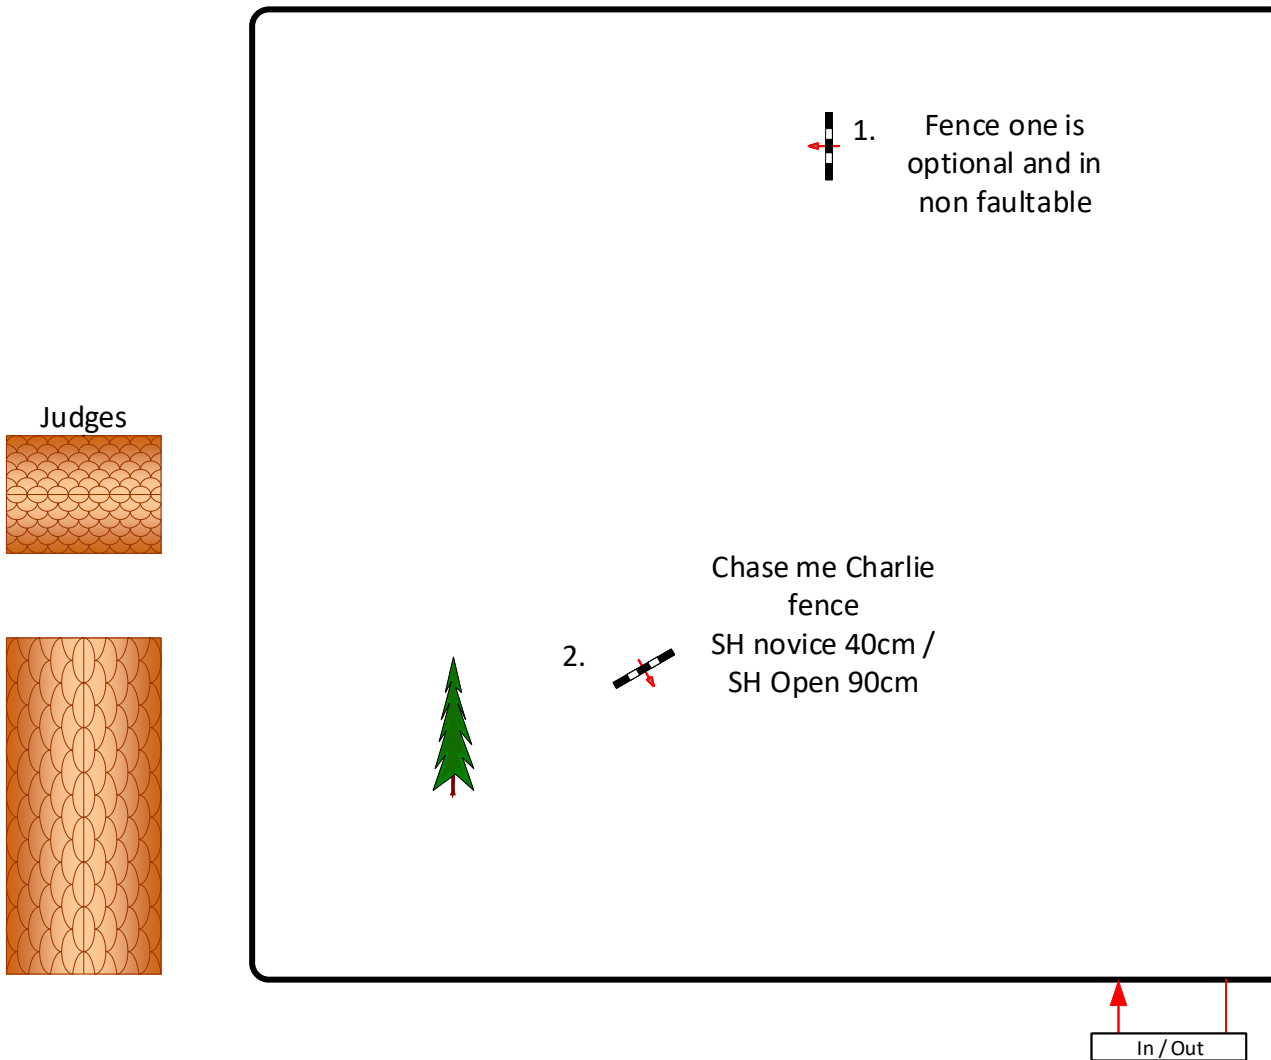 1.
Fence one is
optional and in
non faultable
Judges
Chase me Charlie
fence
SH novice 40cm /
SH Open 90cm
2.
In / Out